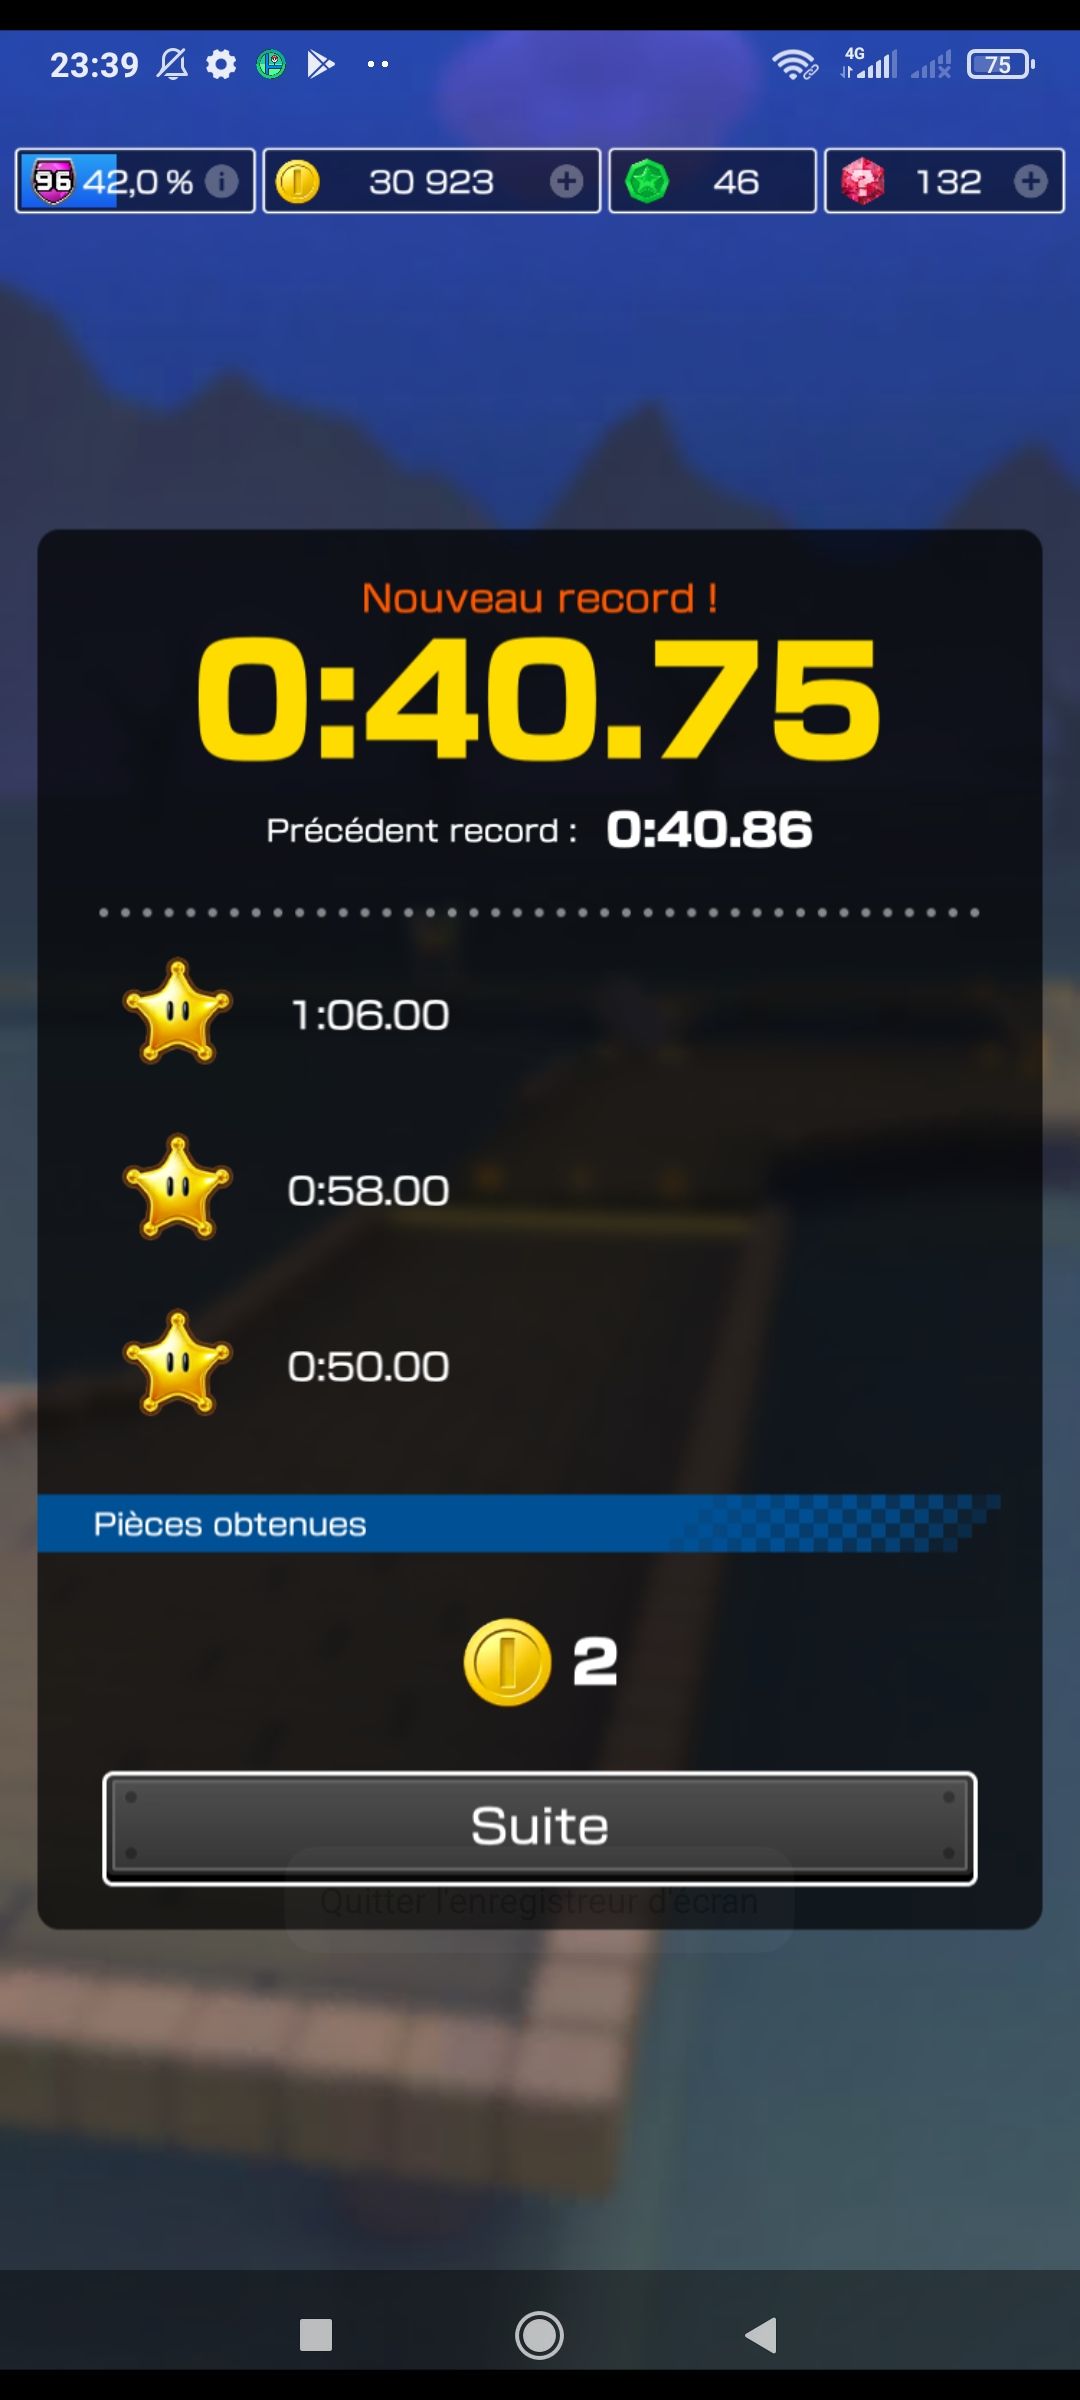 23:39 4G 75
96 42,0 % 30 923 46 132
Nouveau record !
0:40.75
Précédent record : 0:40.86
1:06.00
0:58.00
0:50.00
Pièces obtenues
2
Suite
Quitter l'enregistreur d'écran